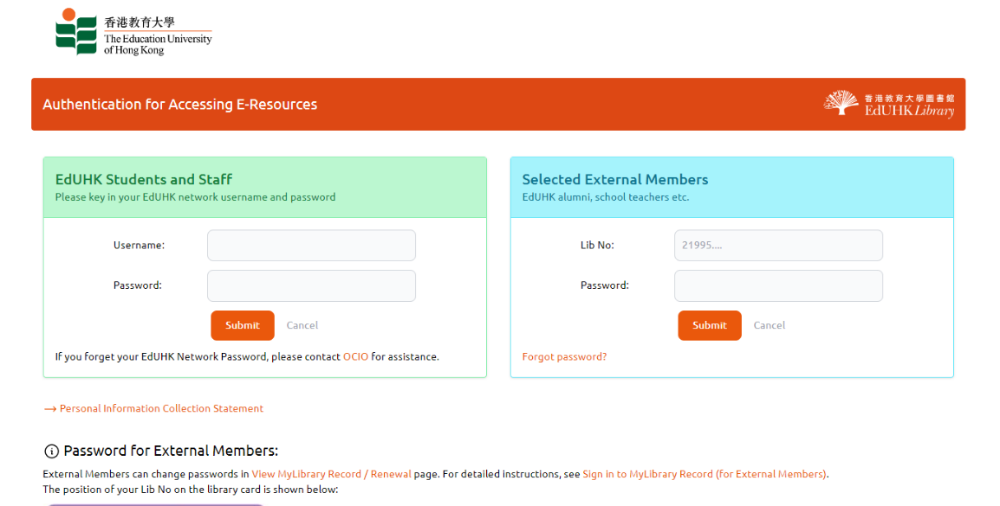 香港教育大學
The Education University
of Hong Kong
Authentication for Accessing E-Resources
香港教育大學圖書館
EdUHK Library
EdUHK Students and Staff
Please key in your EdUHK network username and password
Username:
Password:
Submit Cancel
If you forget your EdUHK Network Password, please contact OCIO for assistance.
Selected External Members
EdUHK alumni, school teachers etc.
Lib No: 21995....
Password:
Submit Cancel
Forgot password?
→ Personal Information Collection Statement
Password for External Members:
External Members can change passwords in View MyLibrary Record / Renewal page. For detailed instructions, see Sign in to MyLibrary Record (for External Members).
The position of your Lib No on the library card is shown below: